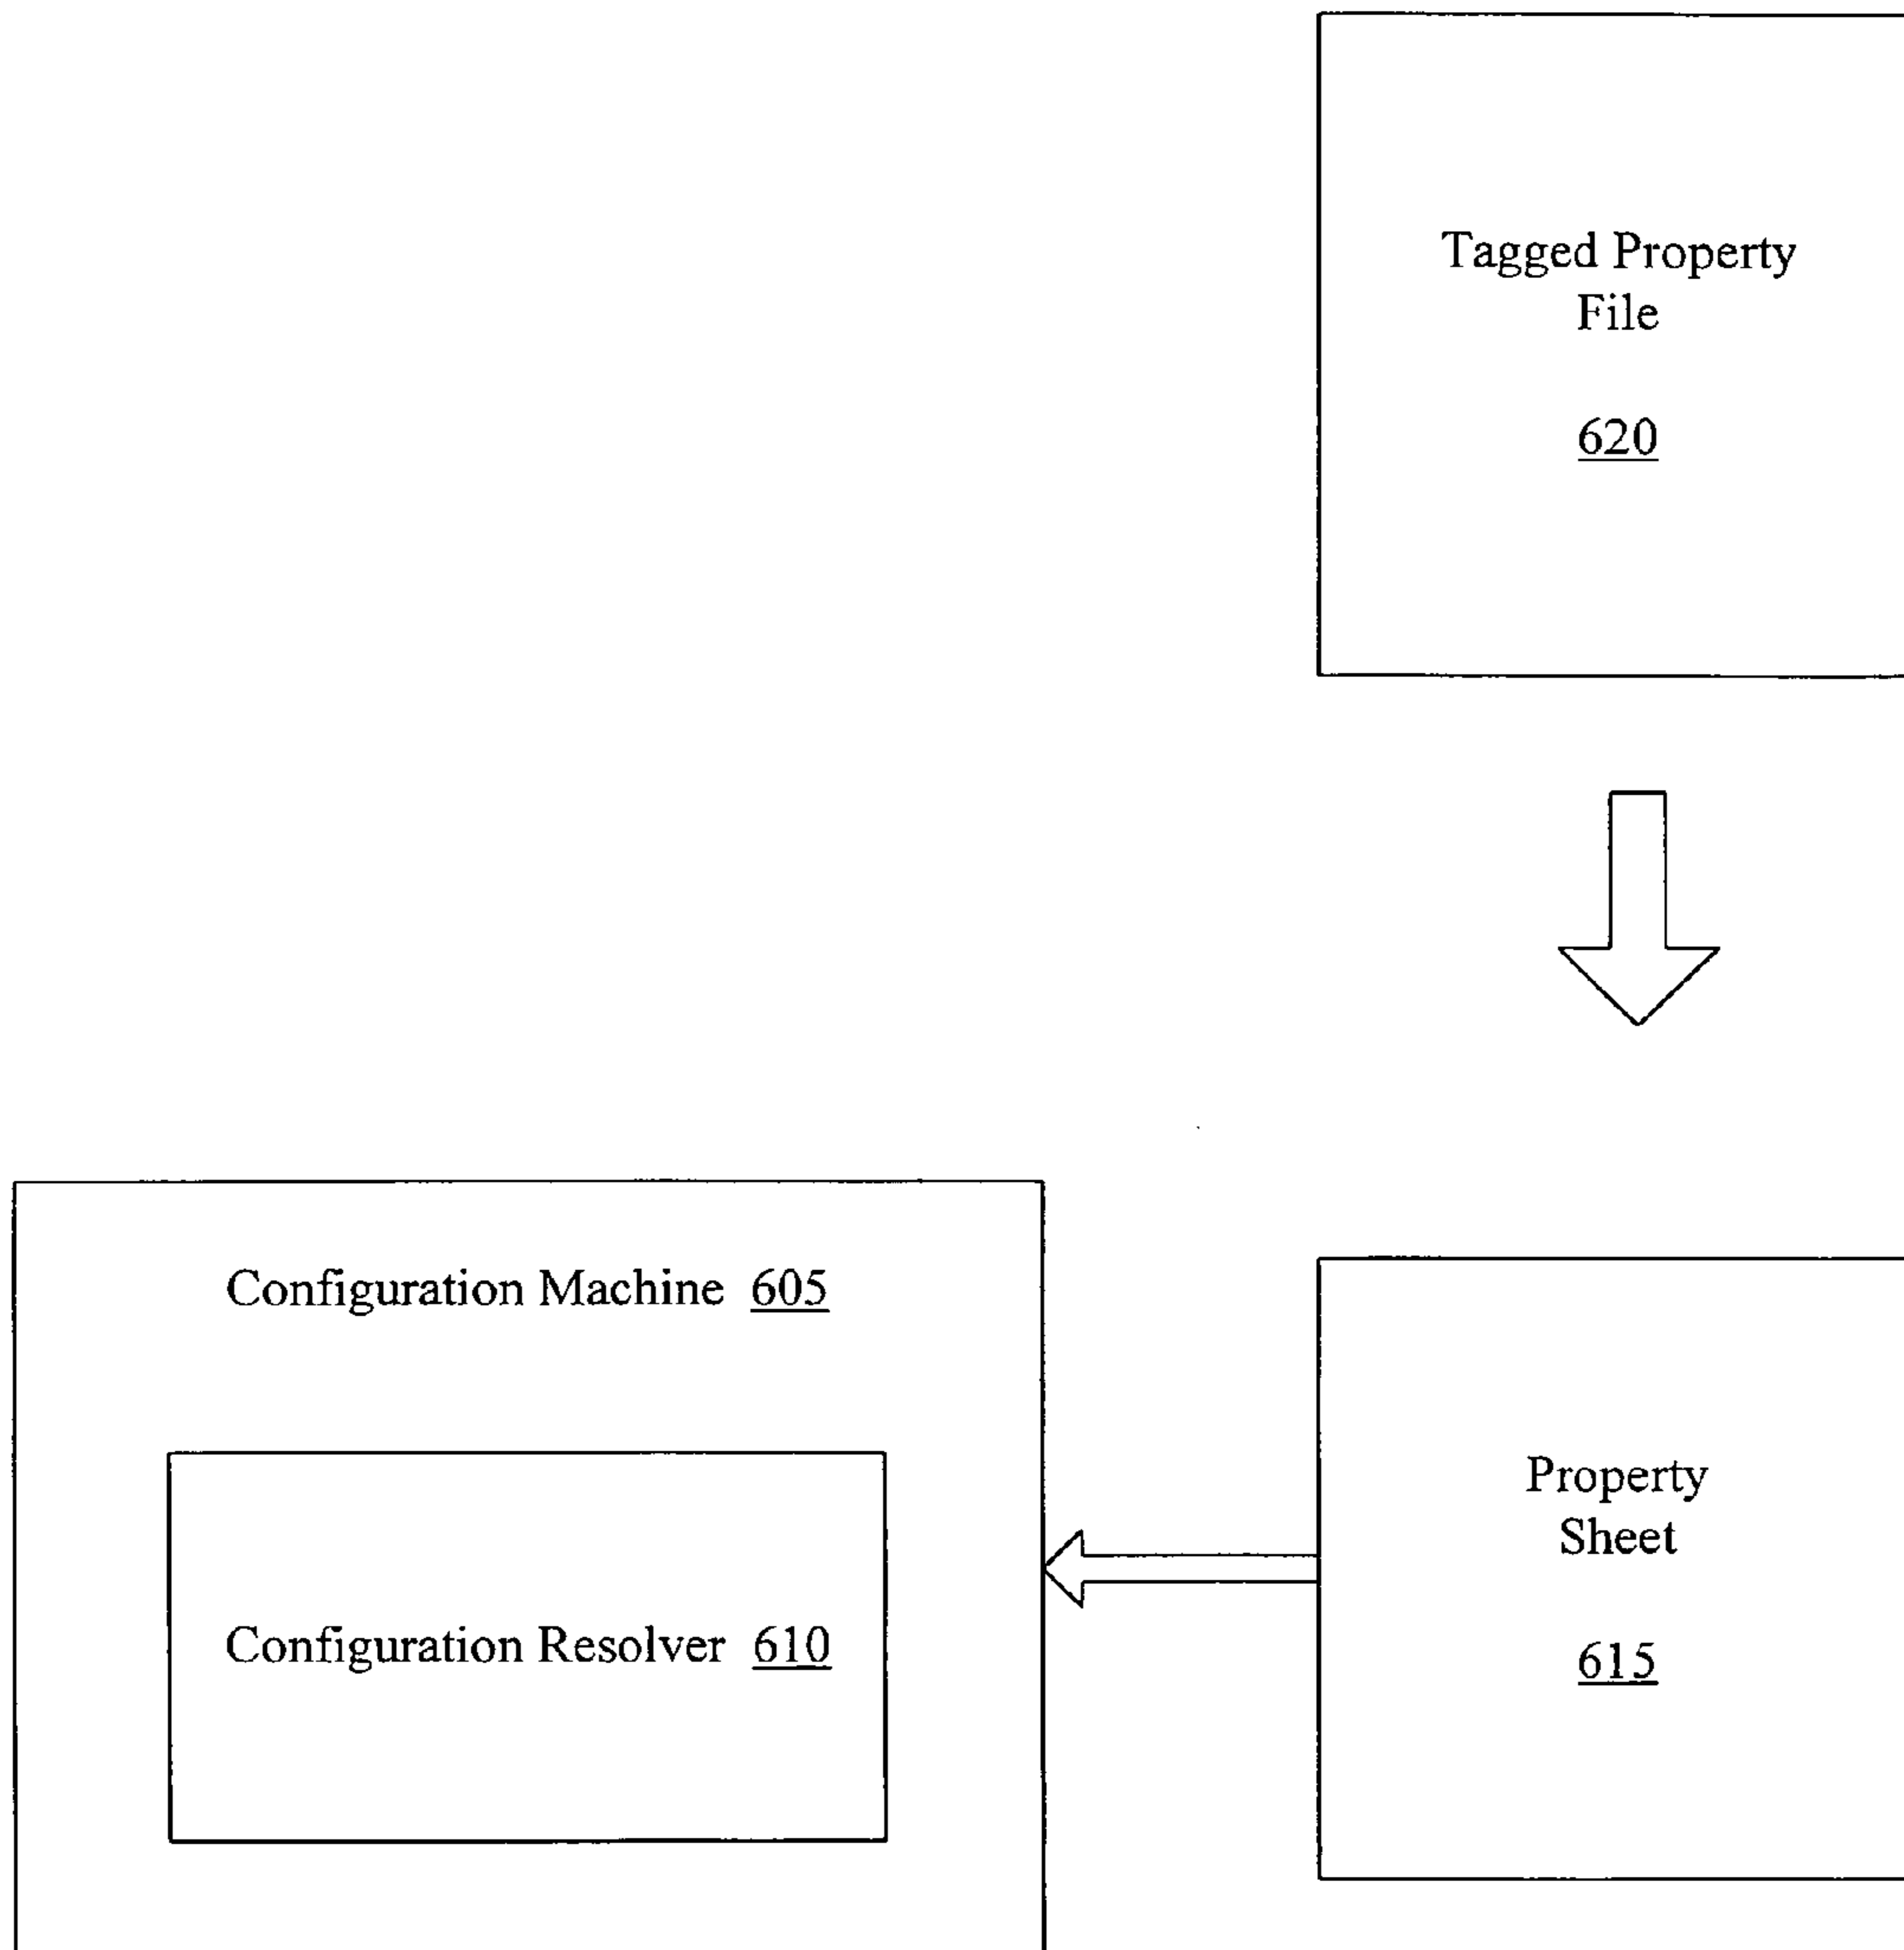 Tagged Property
File
620
Configuration Machine 605
Configuration Resolver 610
Property
Sheet
615